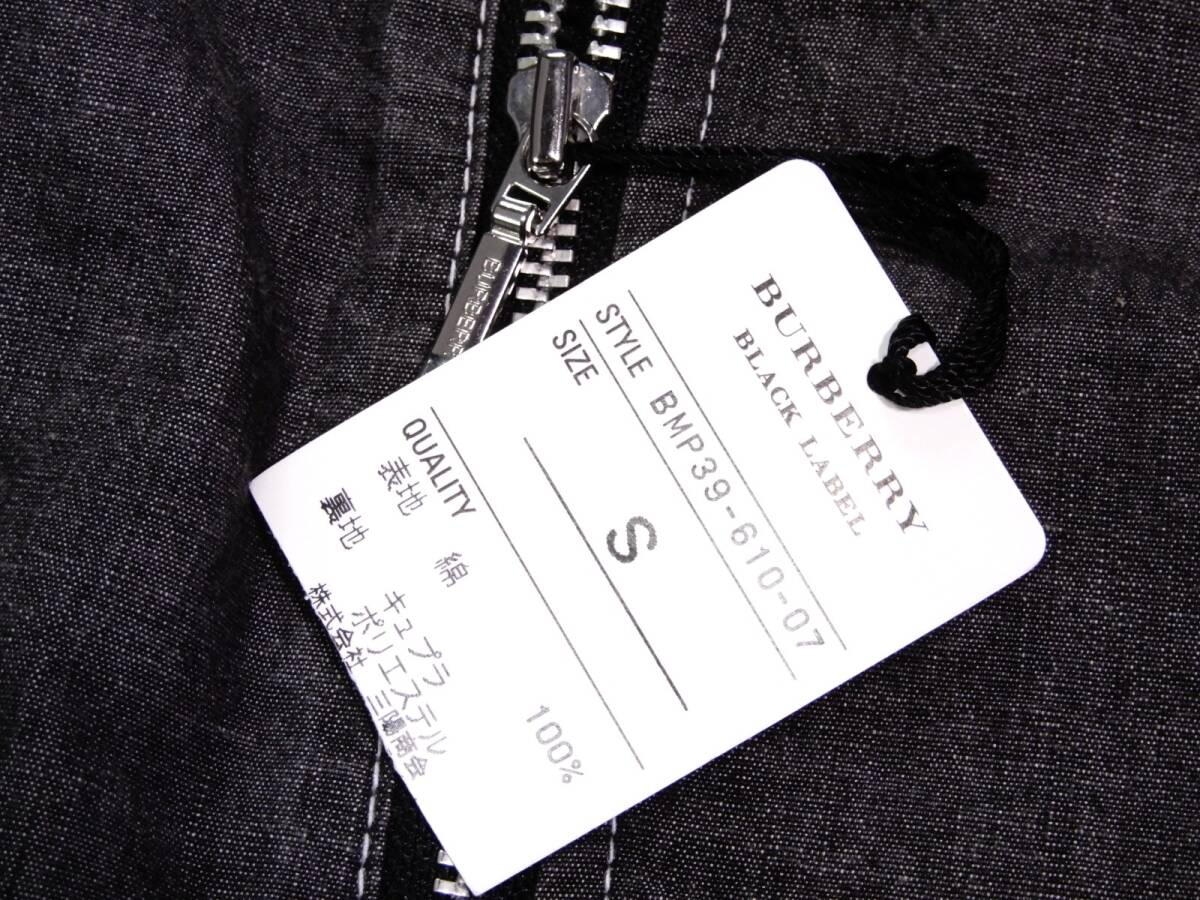 BURBERRY
BLACK LABEL
STYLE BMP39-610-07
SIZE
S
QUALITY
表地 綿 100%
裏地 キュプラ
ポリエステル
株式会社 三陽商会